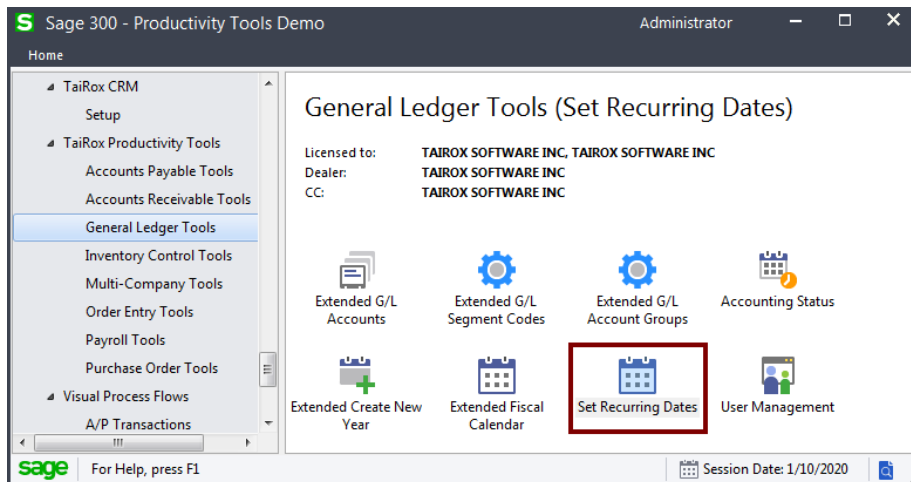 S Sage 300 - Productivity Tools Demo
Administrator
Home
TaiRox CRM
Setup
TaiRox Productivity Tools
Accounts Payable Tools
Accounts Receivable Tools
General Ledger Tools
Inventory Control Tools
Multi-Company Tools
Order Entry Tools
Payroll Tools
Purchase Order Tools
Visual Process Flows
A/P Transactions
General Ledger Tools (Set Recurring Dates)
Licensed to: TAIROX SOFTWARE INC, TAIROX SOFTWARE INC
Dealer: TAIROX SOFTWARE INC
CC: TAIROX SOFTWARE INC
Extended G/L
Accounts
Extended G/L
Segment Codes
Extended G/L
Account Groups
Accounting Status
Extended Create New
Year
Extended Fiscal
Calendar
Set Recurring Dates
User Management
sage
For Help, press F1
Session Date: 1/10/2020